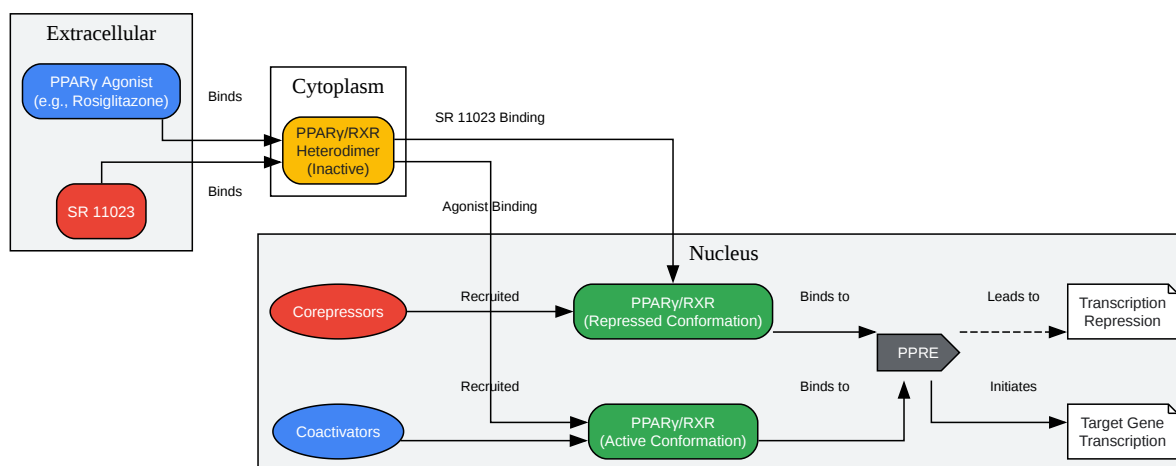 Extracellular
PPARγ Agonist
(e.g., Rosiglitazone)
SR 11023
Binds
Binds
Cytoplasm
PPARγ/RXR
Heterodimer
(Inactive)
SR 11023 Binding
Agonist Binding
Nucleus
Corepressors
Recruited
PPARγ/RXR
(Repressed Conformation)
Binds to
PPRE
Leads to
Transcription
Repression
Coactivators
Recruited
PPARγ/RXR
(Active Conformation)
Binds to
Initiates
Target Gene
Transcription